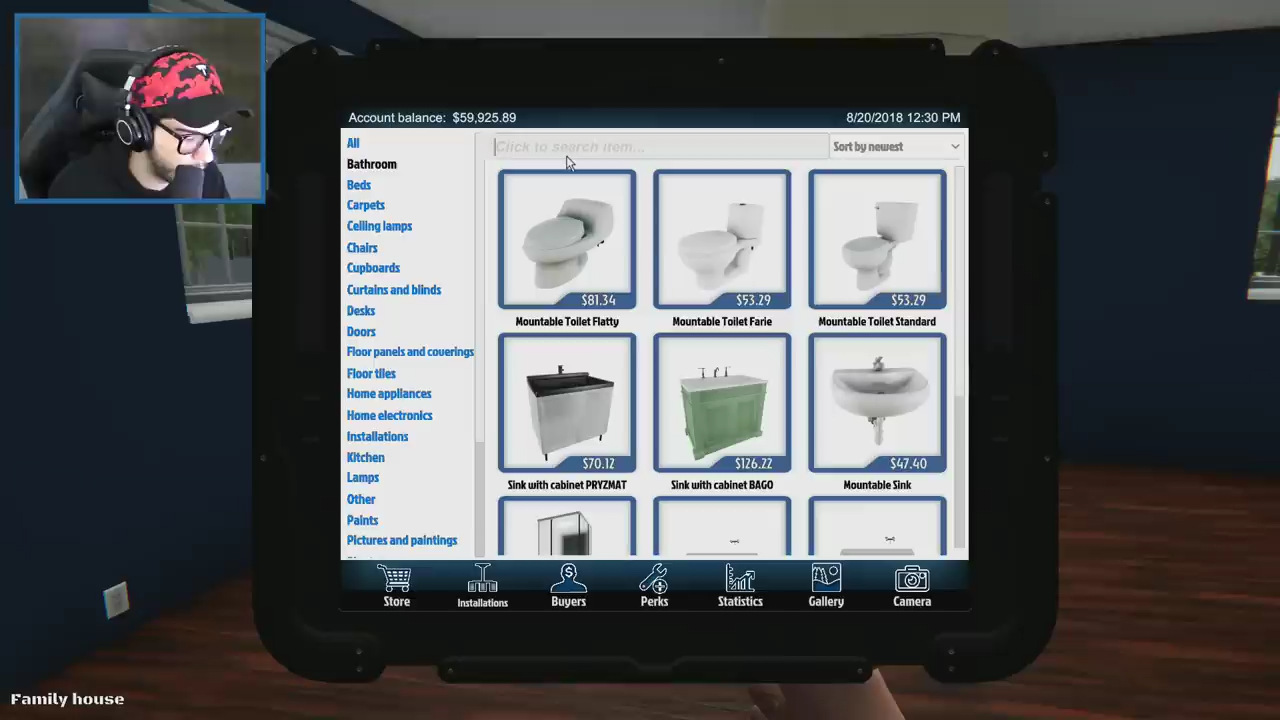 Account balance: $59,925.89
8/20/2018 12:30 PM
All
Bathroom
Beds
Carpets
Ceiling lamps
Chairs
Cupboards
Curtains and blinds
Desks
Doors
Floor panels and coverings
Floor tiles
Home appliances
Home electronics
Installations
Kitchen
Lamps
Other
Paints
Pictures and paintings
Click to search item...
Sort by newest
$81.34
$53.29
$53.29
Mountable Toilet Flatty
Mountable Toilet Farie
Mountable Toilet Standard
$70.12
$126.22
$47.40
Sink with cabinet PRYZMAT
Sink with cabinet BAGO
Mountable Sink
Store
Installations
Buyers
Perks
Statistics
Gallery
Camera
Family house